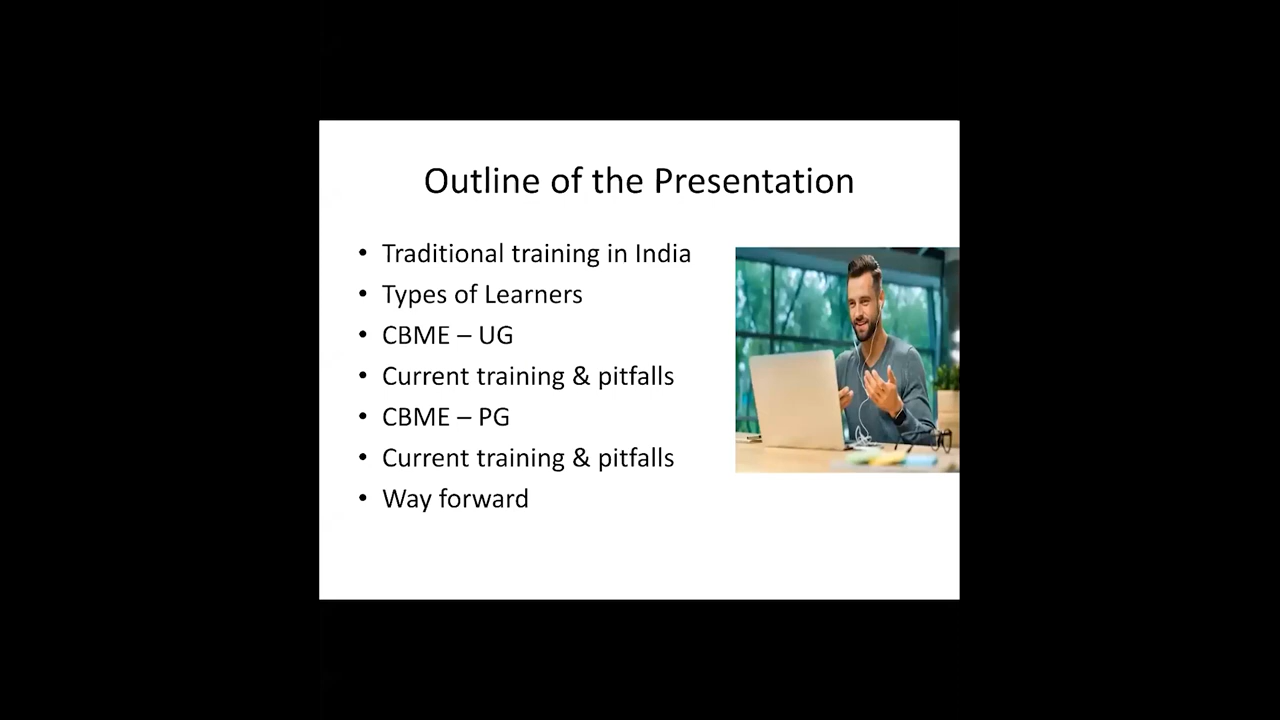 Outline of the Presentation
• Traditional training in India
• Types of Learners
• CBME – UG
• Current training & pitfalls
• CBME – PG
• Current training & pitfalls
• Way forward